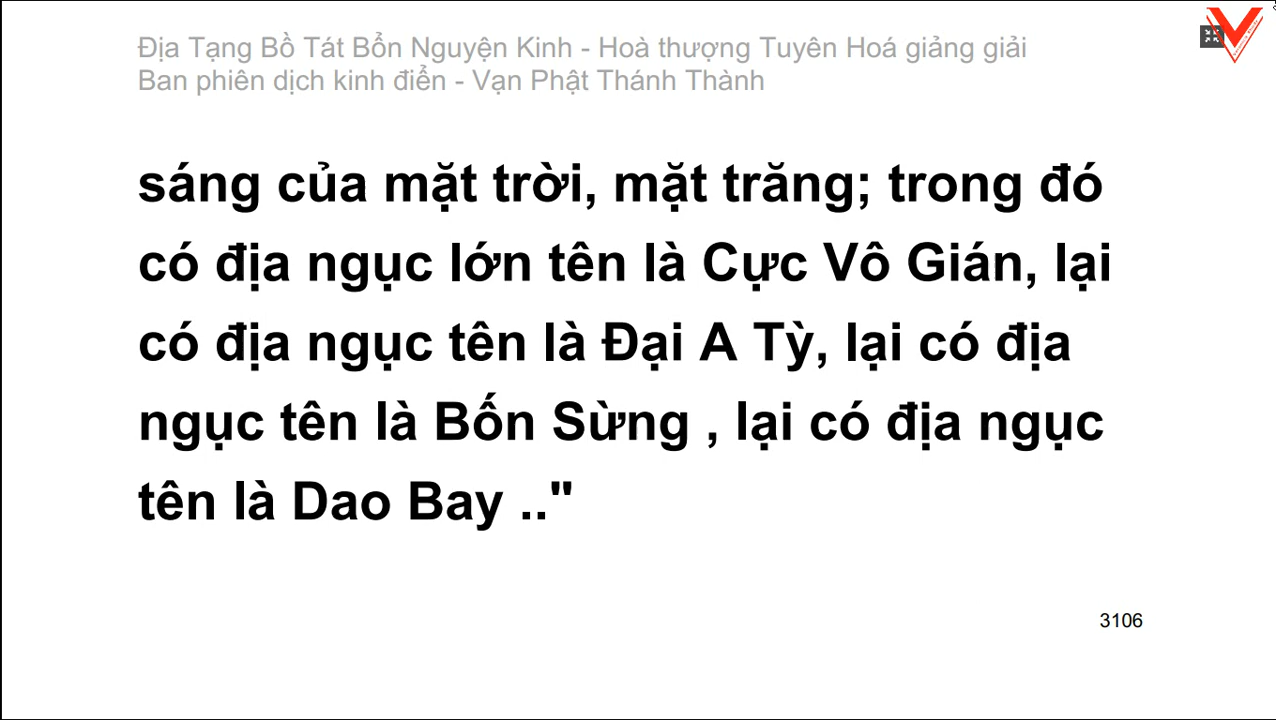 Địa Tạng Bồ Tát Bổn Nguyện Kinh - Hoà thượng Tuyên Hoá giảng giải
Ban phiên dịch kinh điển - Vạn Phật Thánh Thành
sáng của mặt trời, mặt trăng; trong đó
có địa ngục lớn tên là Cực Vô Gián, lại
có địa ngục tên là Đại A Tỳ, lại có địa
ngục tên là Bốn Sừng , lại có địa ngục
tên là Dao Bay .."
3106